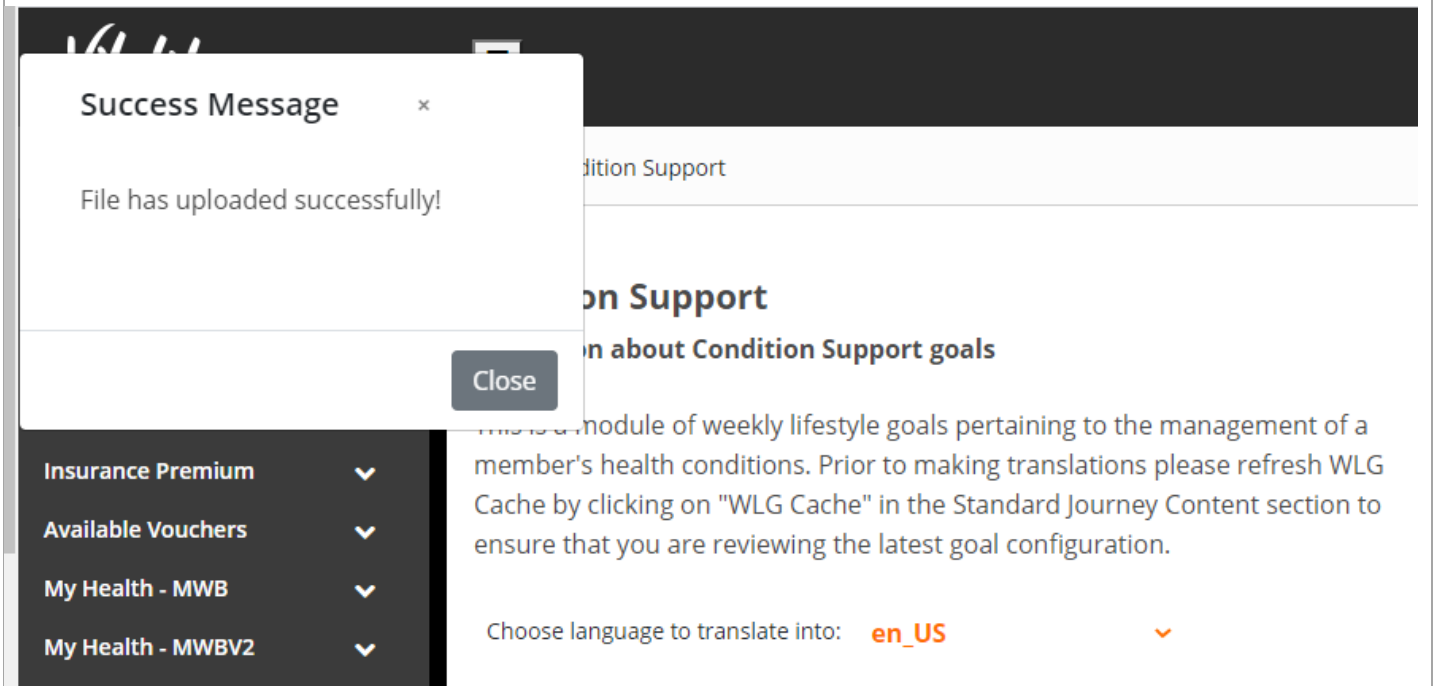 Success Message ×
File has uploaded successfully!
Close
dition Support
on Support
on about Condition Support goals
This is a module of weekly lifestyle goals pertaining to the management of a
member's health conditions. Prior to making translations please refresh WLG
Cache by clicking on "WLG Cache" in the Standard Journey Content section to
ensure that you are reviewing the latest goal configuration.
Choose language to translate into: en_US
Insurance Premium
Available Vouchers
My Health - MWB
My Health - MWBV2